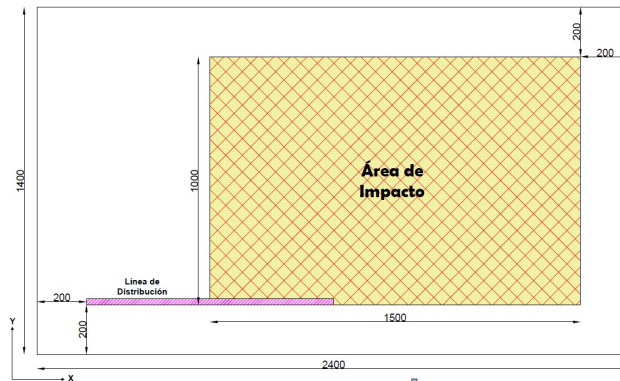 200
200
1400
1000
Área de
Impacto
Línea de
Distribución
200
200
1500
2400
Y
X